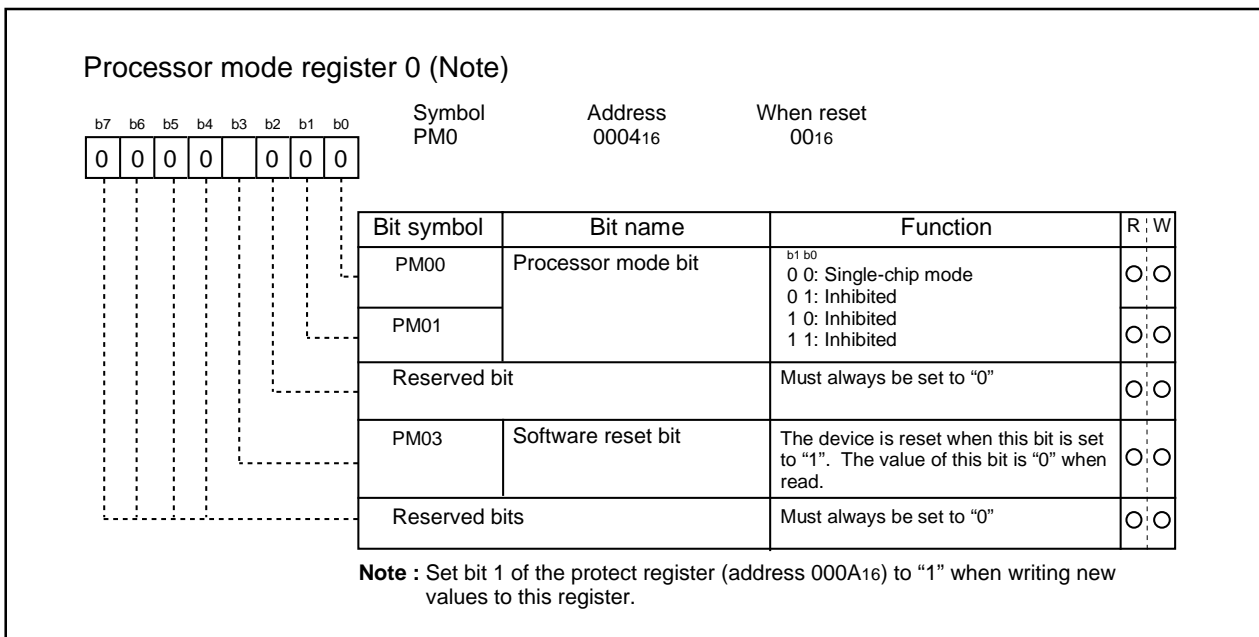 Processor mode register 0 (Note)
Symbol Address When reset
PM0 000416 0016
b7 b6 b5 b4 b3 b2 b1 b0
0 0 0 0 0 0 0
Bit symbol Bit name Function R W
PM00 Processor mode bit b1 b0
0 0: Single-chip mode
0 1: Inhibited
PM01 1 0: Inhibited
1 1: Inhibited
Reserved bit Must always be set to “0”
PM03 Software reset bit The device is reset when this bit is set
to “1”. The value of this bit is “0” when
read.
Reserved bits Must always be set to “0”
Note : Set bit 1 of the protect register (address 000A16) to “1” when writing new
values to this register.